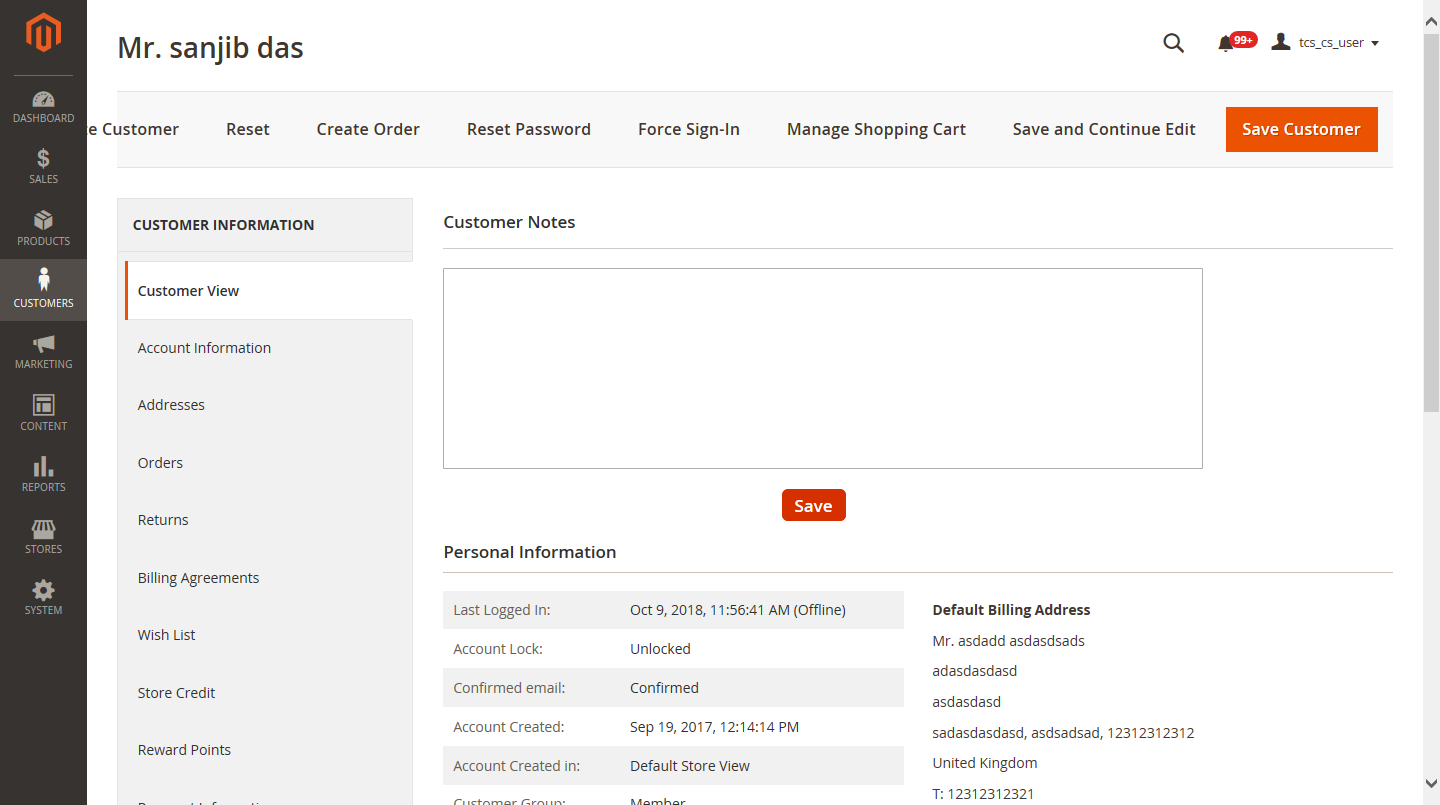 Mr. sanjib das
99+
tcs_cs_user
DASHBOARD
SALES
PRODUCTS
CUSTOMERS
MARKETING
CONTENT
REPORTS
STORES
SYSTEM
Customer
Reset
Create Order
Reset Password
Force Sign-In
Manage Shopping Cart
Save and Continue Edit
Save Customer
CUSTOMER INFORMATION
Customer View
Account Information
Addresses
Orders
Returns
Billing Agreements
Wish List
Store Credit
Reward Points
Customer Notes
Save
Personal Information
Last Logged In: Oct 9, 2018, 11:56:41 AM (Offline)
Account Lock: Unlocked
Confirmed email: Confirmed
Account Created: Sep 19, 2017, 12:14:14 PM
Account Created in: Default Store View
Customer Group: Member
Default Billing Address
Mr. asdadd asdasdsads
adasdasdasd
asdasdasd
sadasdasdasd, asdsadsad, 12312312312
United Kingdom
T: 12312312321